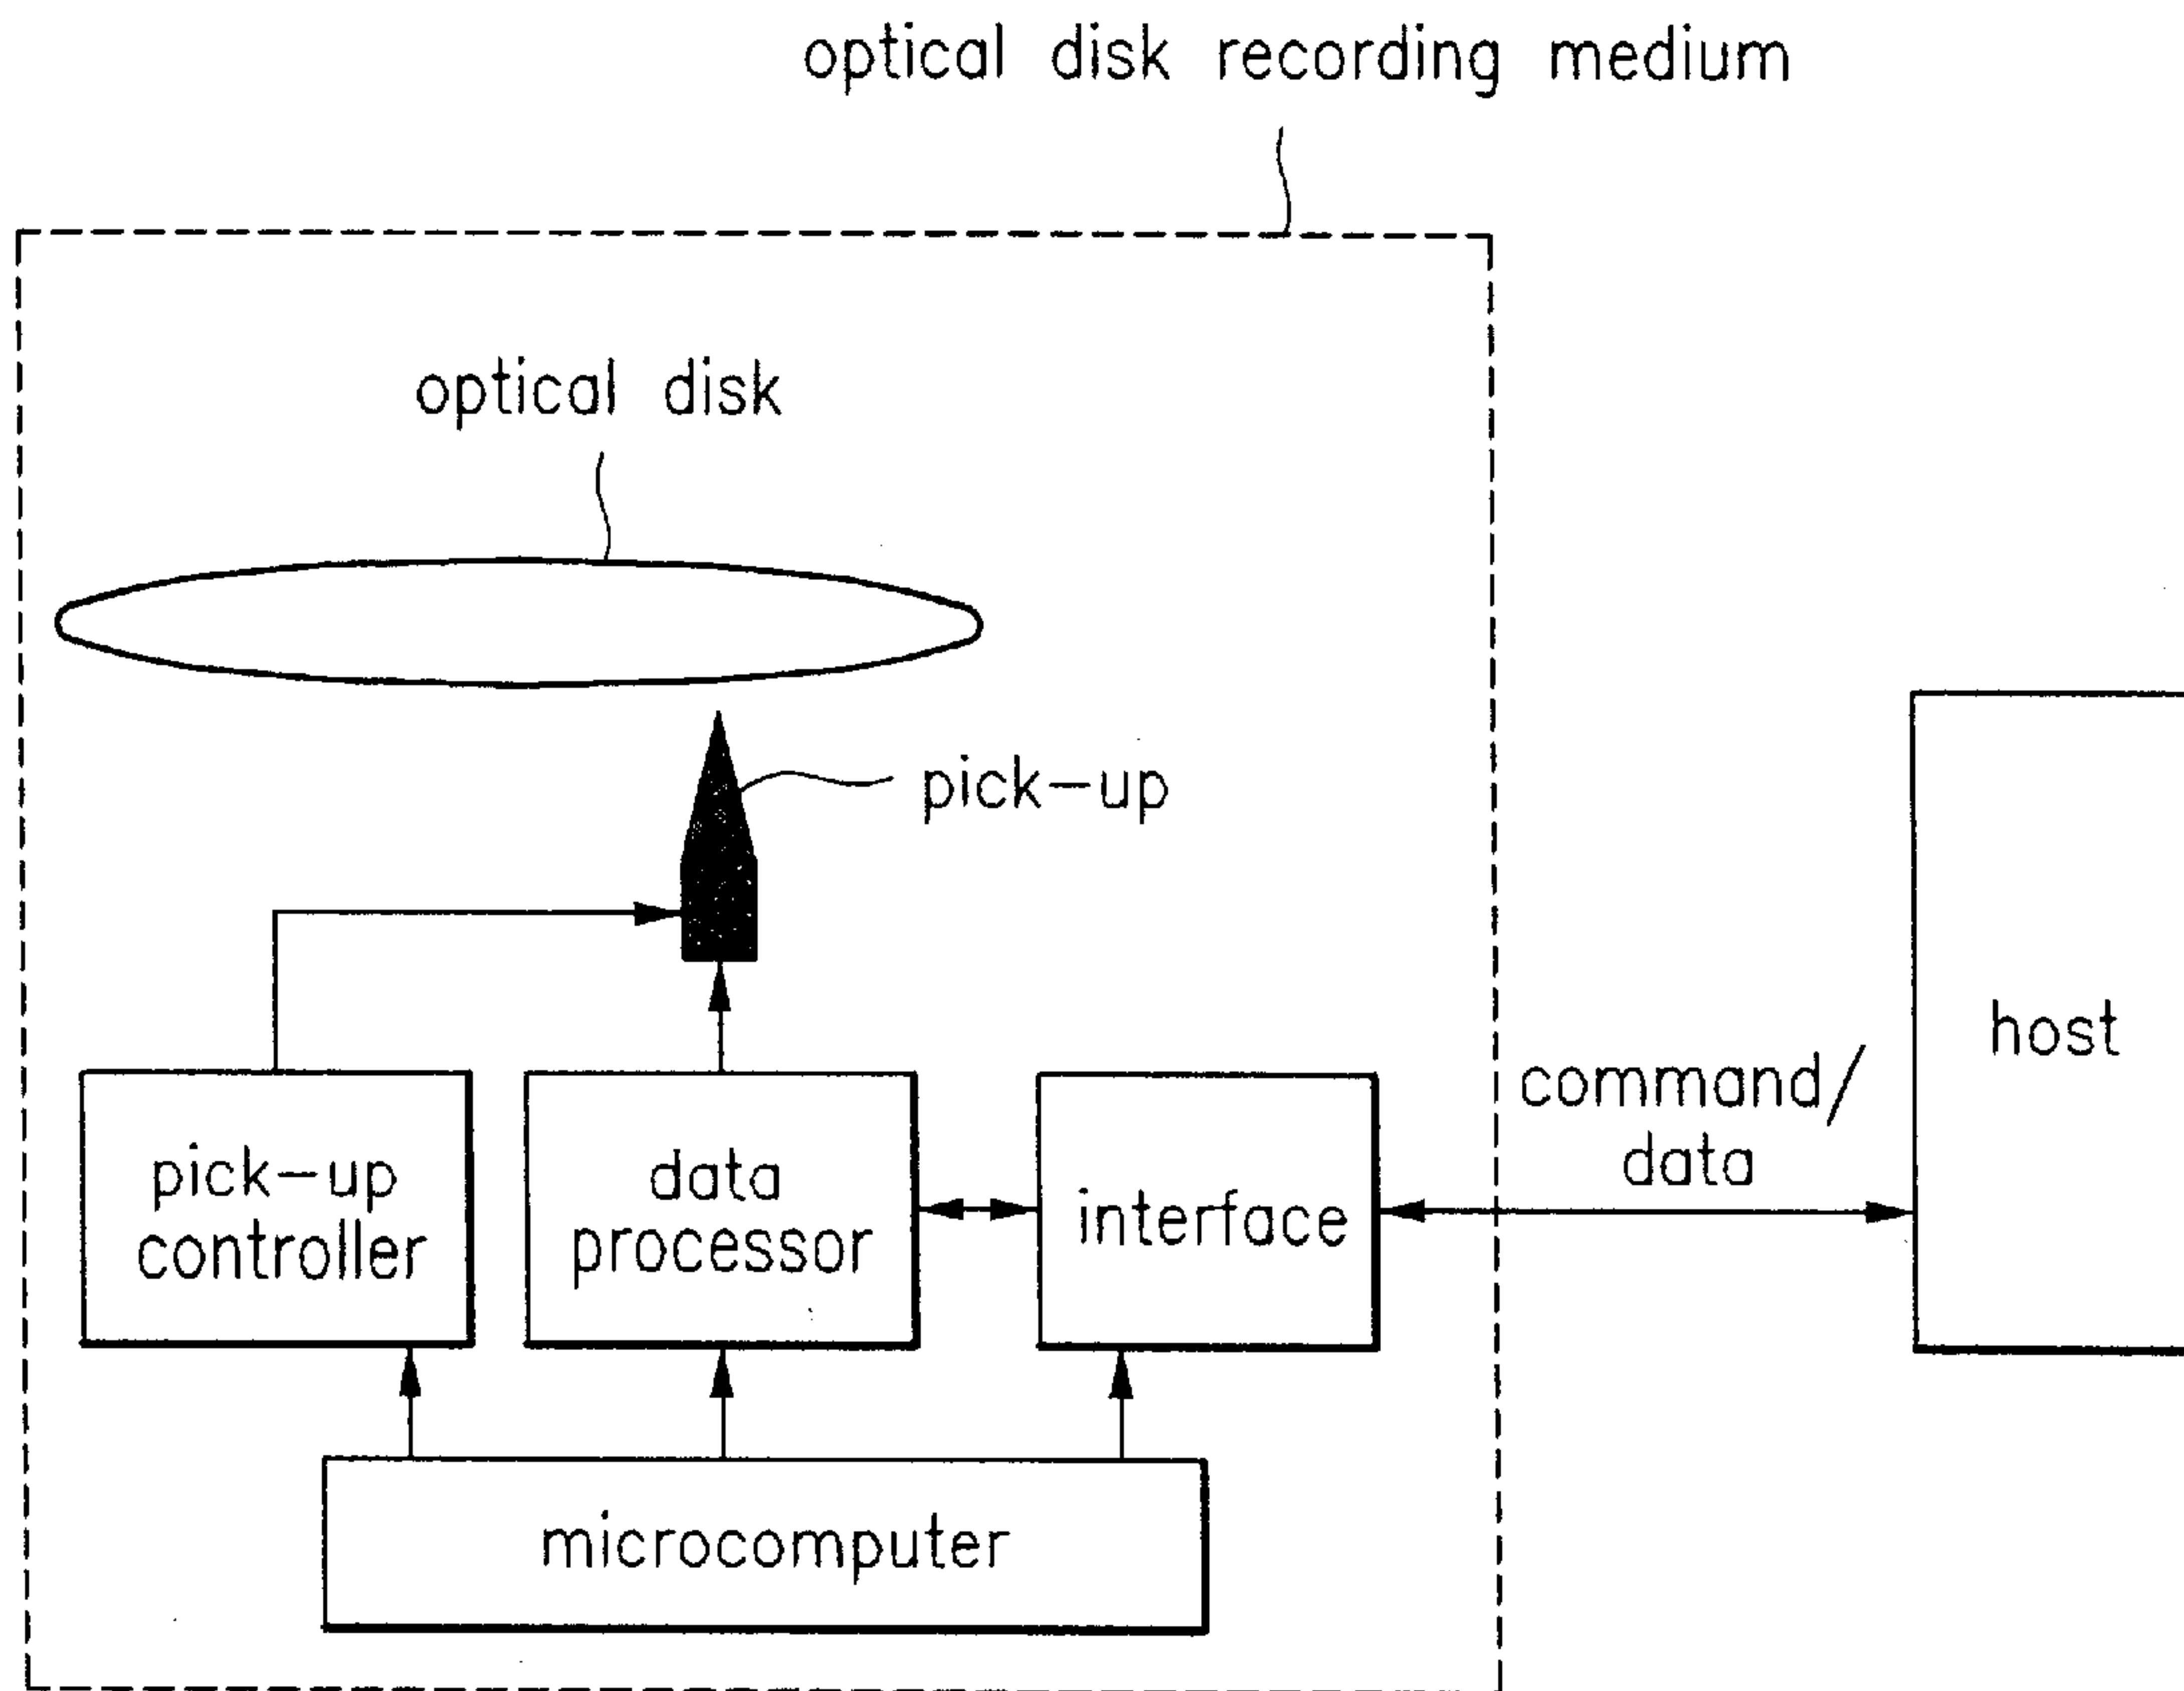 optical disk recording medium
optical disk
pick-up
host
command/
data
pick-up
controller
data
processor
interface
microcomputer